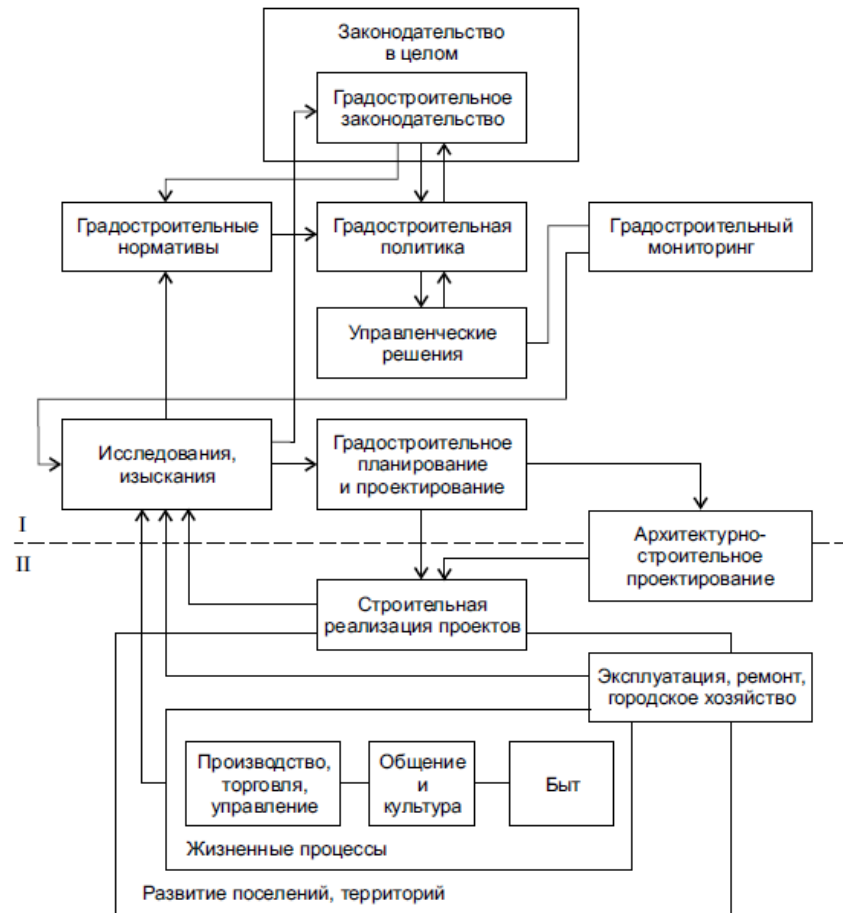 Законодательство
в целом
Градостроительное
законодательство
Градостроительные
нормативы
Градостроительная
политика
Градостроительный
мониторинг
Управленческие
решения
Исследования,
изыскания
Градостроительное
планирование
и проектирование
I
II
Архитектурно-
строительное
проектирование
Строительная
реализация проектов
Эксплуатация, ремонт,
городское хозяйство
Производство,
торговля,
управление
Общение
и
культура
Быт
Жизненные процессы
Развитие поселений, территорий